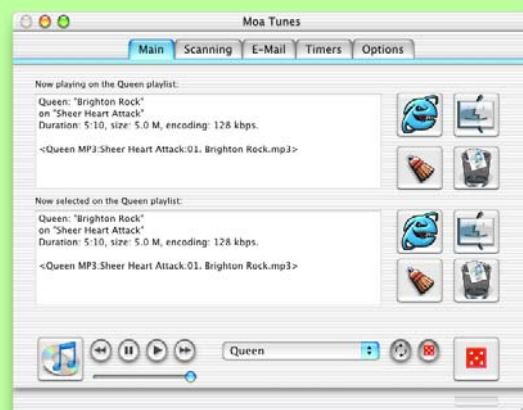 Moa Tunes
Main Scanning E-Mail Timers Options
Now playing on the Queen playlist:
Queen: "Brighton Rock"
on "Sheer Heart Attack"
Duration: 5:10, size: 5.0 M, encoding: 128 kbps.
<Queen MP3:Sheer Heart Attack:01. Brighton Rock.mp3>
Now selected on the Queen playlist:
Queen: "Brighton Rock"
on "Sheer Heart Attack"
Duration: 5:10, size: 5.0 M, encoding: 128 kbps.
<Queen MP3:Sheer Heart Attack:01. Brighton Rock.mp3>
Queen